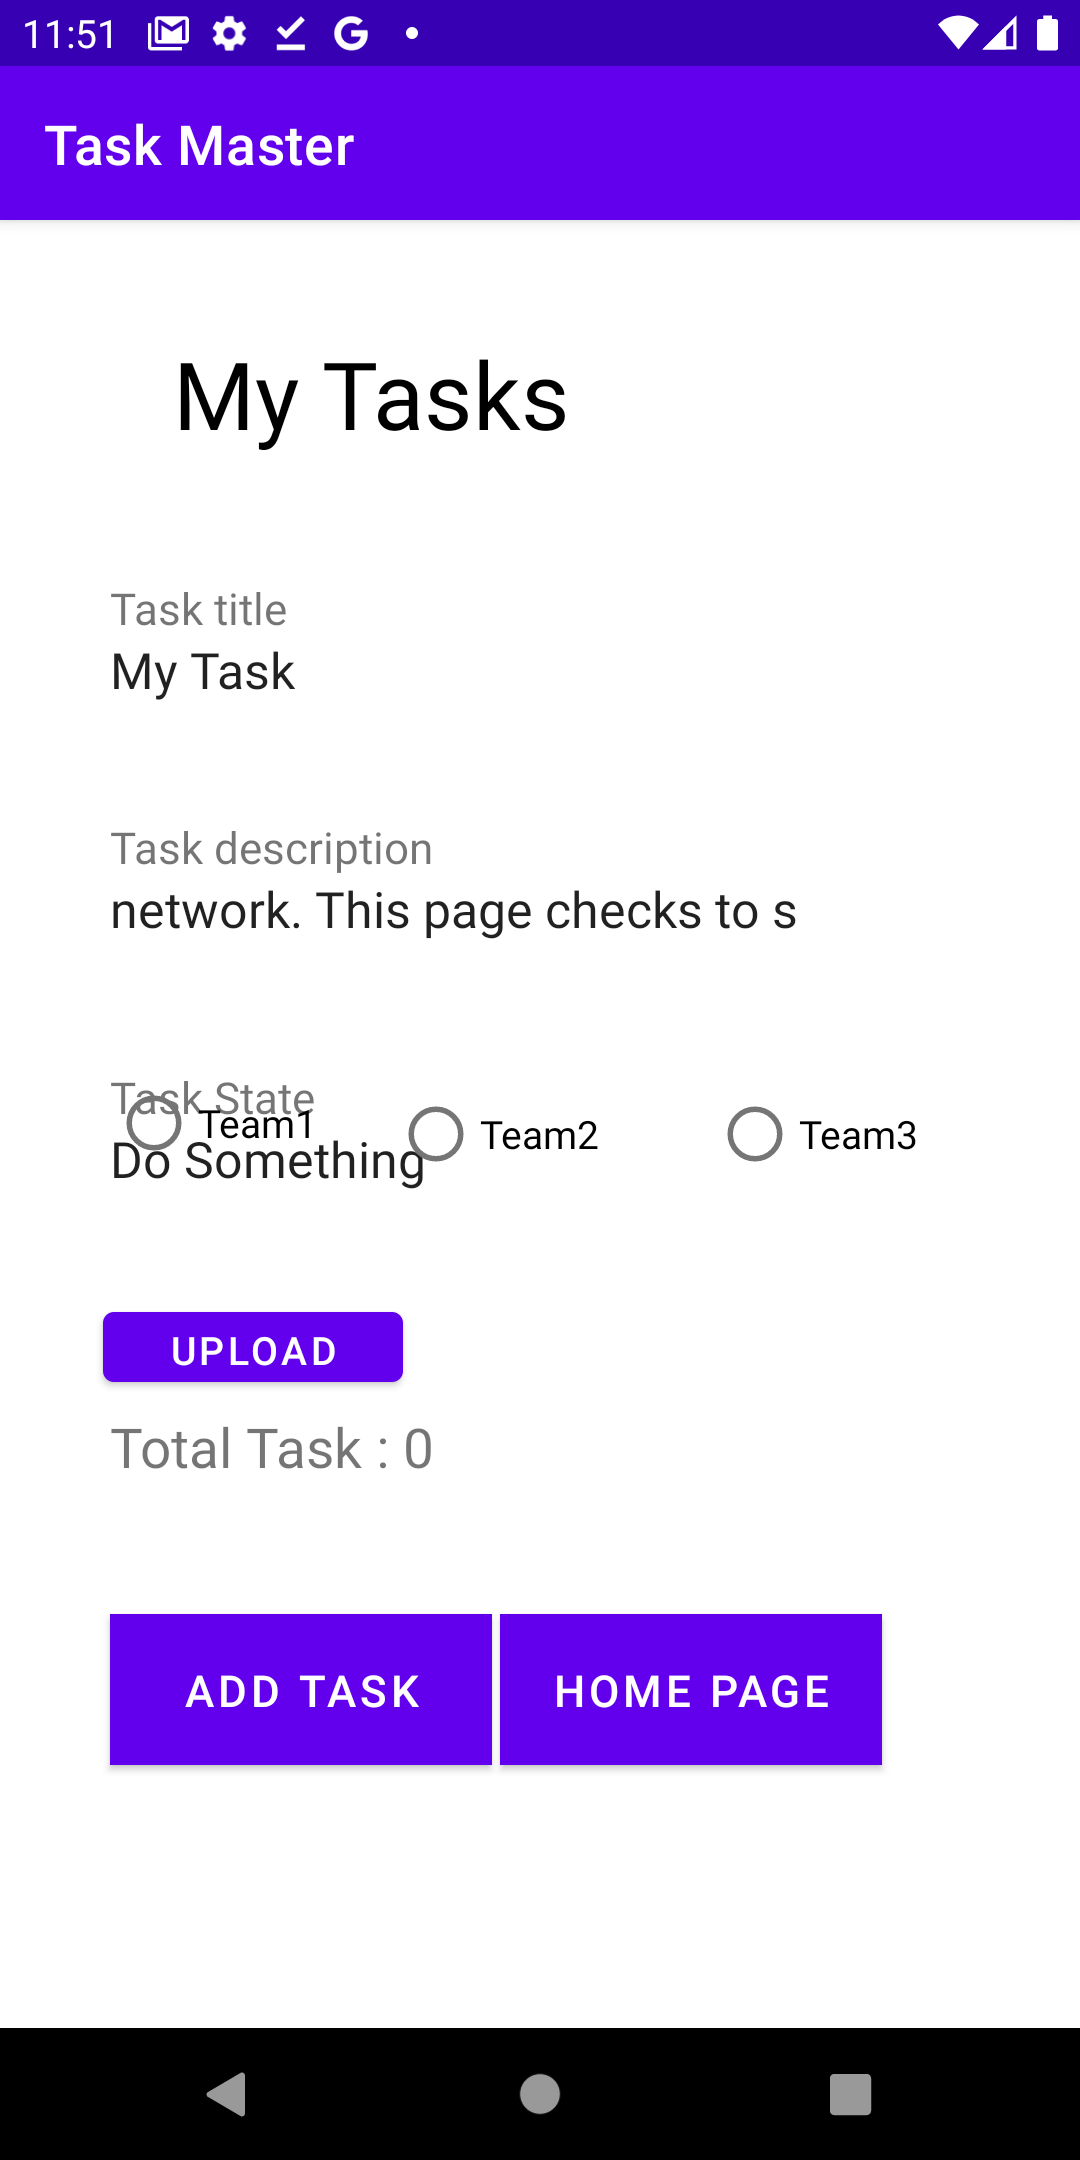 11:51
Task Master
My Tasks
Task title
My Task
Task description
network. This page checks to s
Task State
Team1 Team2 Team3
Do Something
UPLOAD
Total Task : 0
ADD TASK HOME PAGE